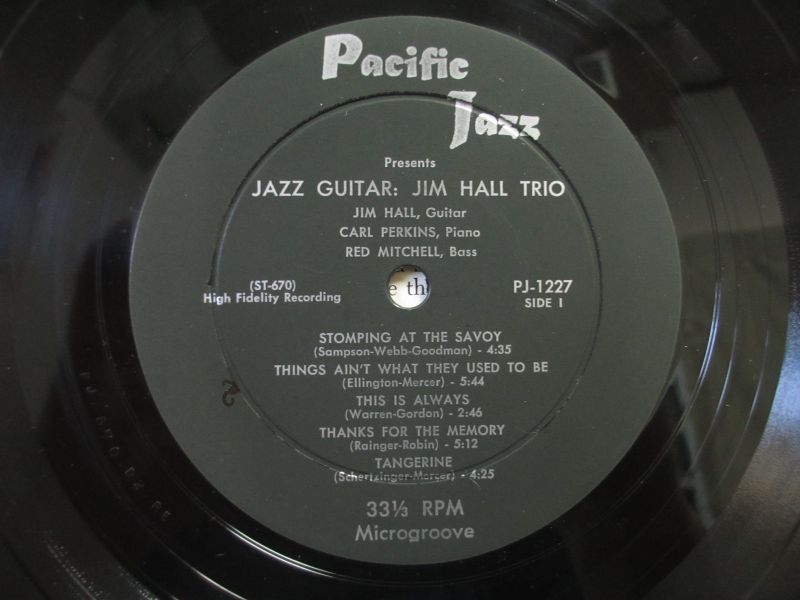 Pacific
Jazz
Presents
JAZZ GUITAR: JIM HALL TRIO
JIM HALL, Guitar
CARL PERKINS, Piano
RED MITCHELL, Bass
(ST-670)
High Fidelity Recording
e th
PJ-1227
SIDE 1
STOMPING AT THE SAVOY
(Sampson-Webb-Goodman) - 4:35
THINGS AIN'T WHAT THEY USED TO BE
(Ellington-Mercer) - 5:44
THIS IS ALWAYS
(Warren-Gordon) - 2:46
THANKS FOR THE MEMORY
(Rainger-Robin) - 5:12
TANGERINE
(Schertzinger-Mercer) - 4:25
33⅓ RPM
Microgroove